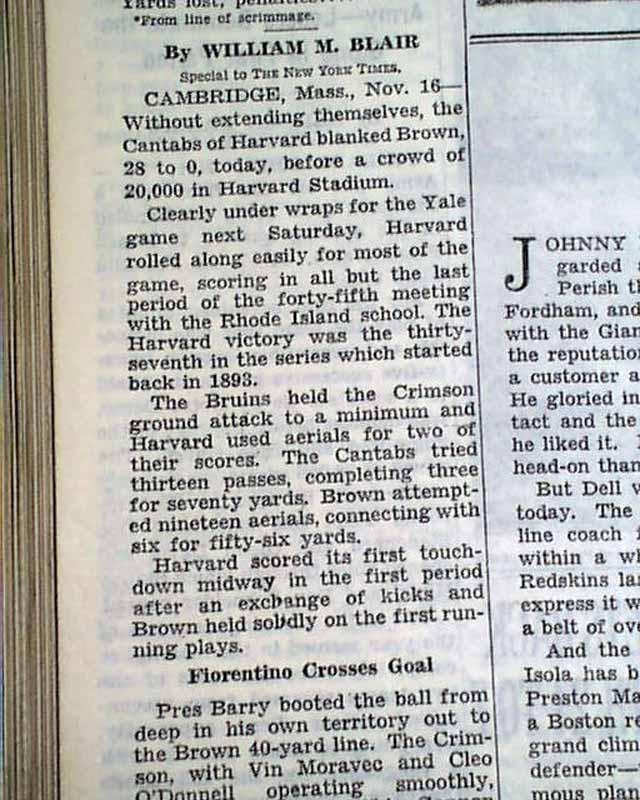 Yards lost, penalties
*From line of scrimmage.
By WILLIAM M. BLAIR
Special to THE NEW YORK TIMES.
CAMBRIDGE, Mass., Nov. 16—
Without extending themselves, the
Cantabs of Harvard blanked Brown,
28 to 0, today, before a crowd of
20,000 in Harvard Stadium.
Clearly under wraps for the Yale
game next Saturday, Harvard
rolled along easily for most of the
game, scoring in all but the last
period of the forty-fifth meeting
with the Rhode Island school. The
Harvard victory was the thirty-
seventh in the series which started
back in 1893.
The Bruins held the Crimson
ground attack to a minimum and
Harvard used aerials for two of
their scores. The Cantabs tried
thirteen passes, completing three
for seventy yards. Brown attempt-
ed nineteen aerials, connecting with
six for fifty-six yards.
Harvard scored its first touch-
down midway in the first period
after an exchange of kicks and
Brown held solidly on the first run-
ning plays.
Fiorentino Crosses Goal
Pres Barry booted the ball from
deep in his own territory out to
the Brown 40-yard line. The Crim-
son, with Vin Moravec and Cleo
O'Donnell operating smoothly,
JOHNNY
garded
Perish th
Fordham, and
with the Gian
the reputatio
a customer a
He gloried in
tact and the
he liked it.
head-on than
But Dell w
today. The
line coach f
within a wh
Redskins las
express it w
a belt of ove
And the
Isola has b
Preston Ma
a Boston re
grand clim
defender—
mous plan